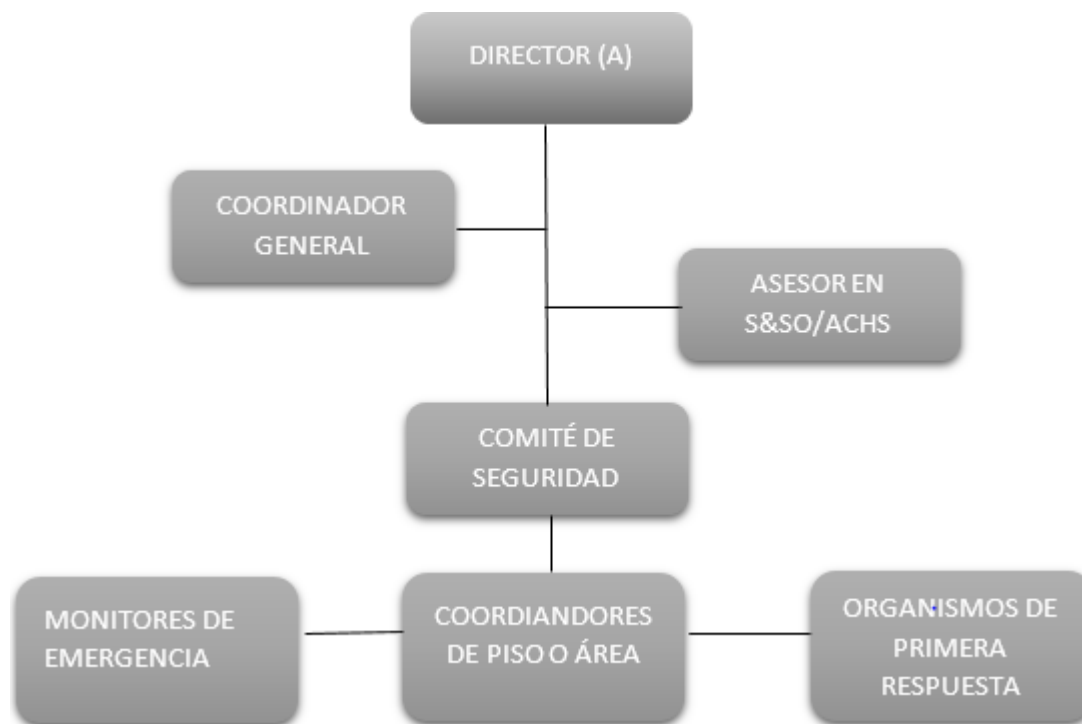 DIRECTOR (A)
COORDINADOR
GENERAL
ASESOR EN
S&SO/ACHS
COMITÉ DE
SEGURIDAD
MONITORES DE
EMERGENCIA
COORDIANDORES
DE PISO O ÁREA
ORGANISMOS DE
PRIMERA
RESPUESTA